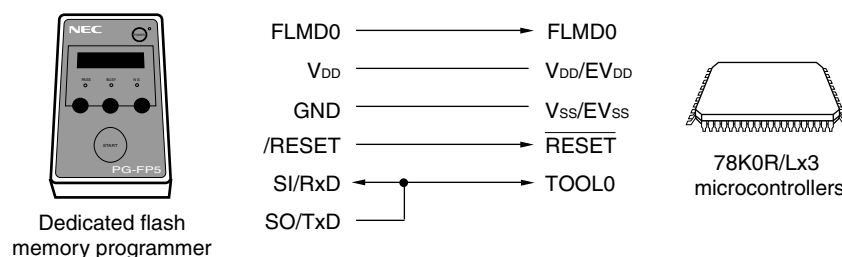 NEC
PG-FP5
START
Dedicated flash
memory programmer
FLMD0 FLMD0
VDD VDD/EVDD
GND VSS/EVSS
/RESET RESET
SI/RxD TOOL0
SO/TxD
78K0R/Lx3
microcontrollers